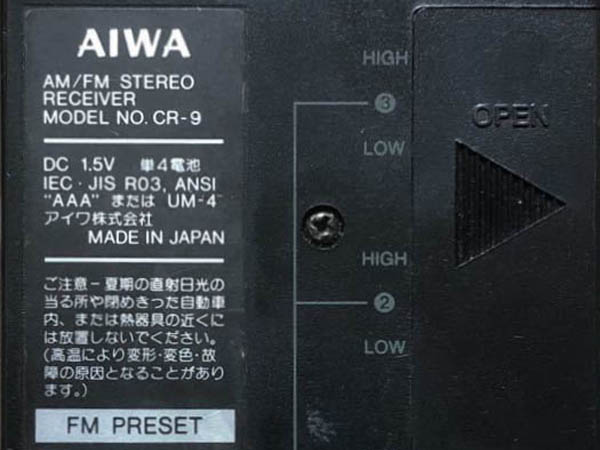 AIWA
AM/FM STEREO
RECEIVER
MODEL NO. CR-9
DC 1.5V 単4電池
IEC・JIS R03, ANSI
"AAA" または UM-4
アイワ株式会社
MADE IN JAPAN
ご注意－夏期の直射日光の
当る所や閉めきった自動車
内、または熱器具の近くに
は放置しないでください。
(高温により変形・変色・故
障の原因となることがあり
ます。)
FM PRESET
HIGH
3
LOW
HIGH
2
LOW
OPEN